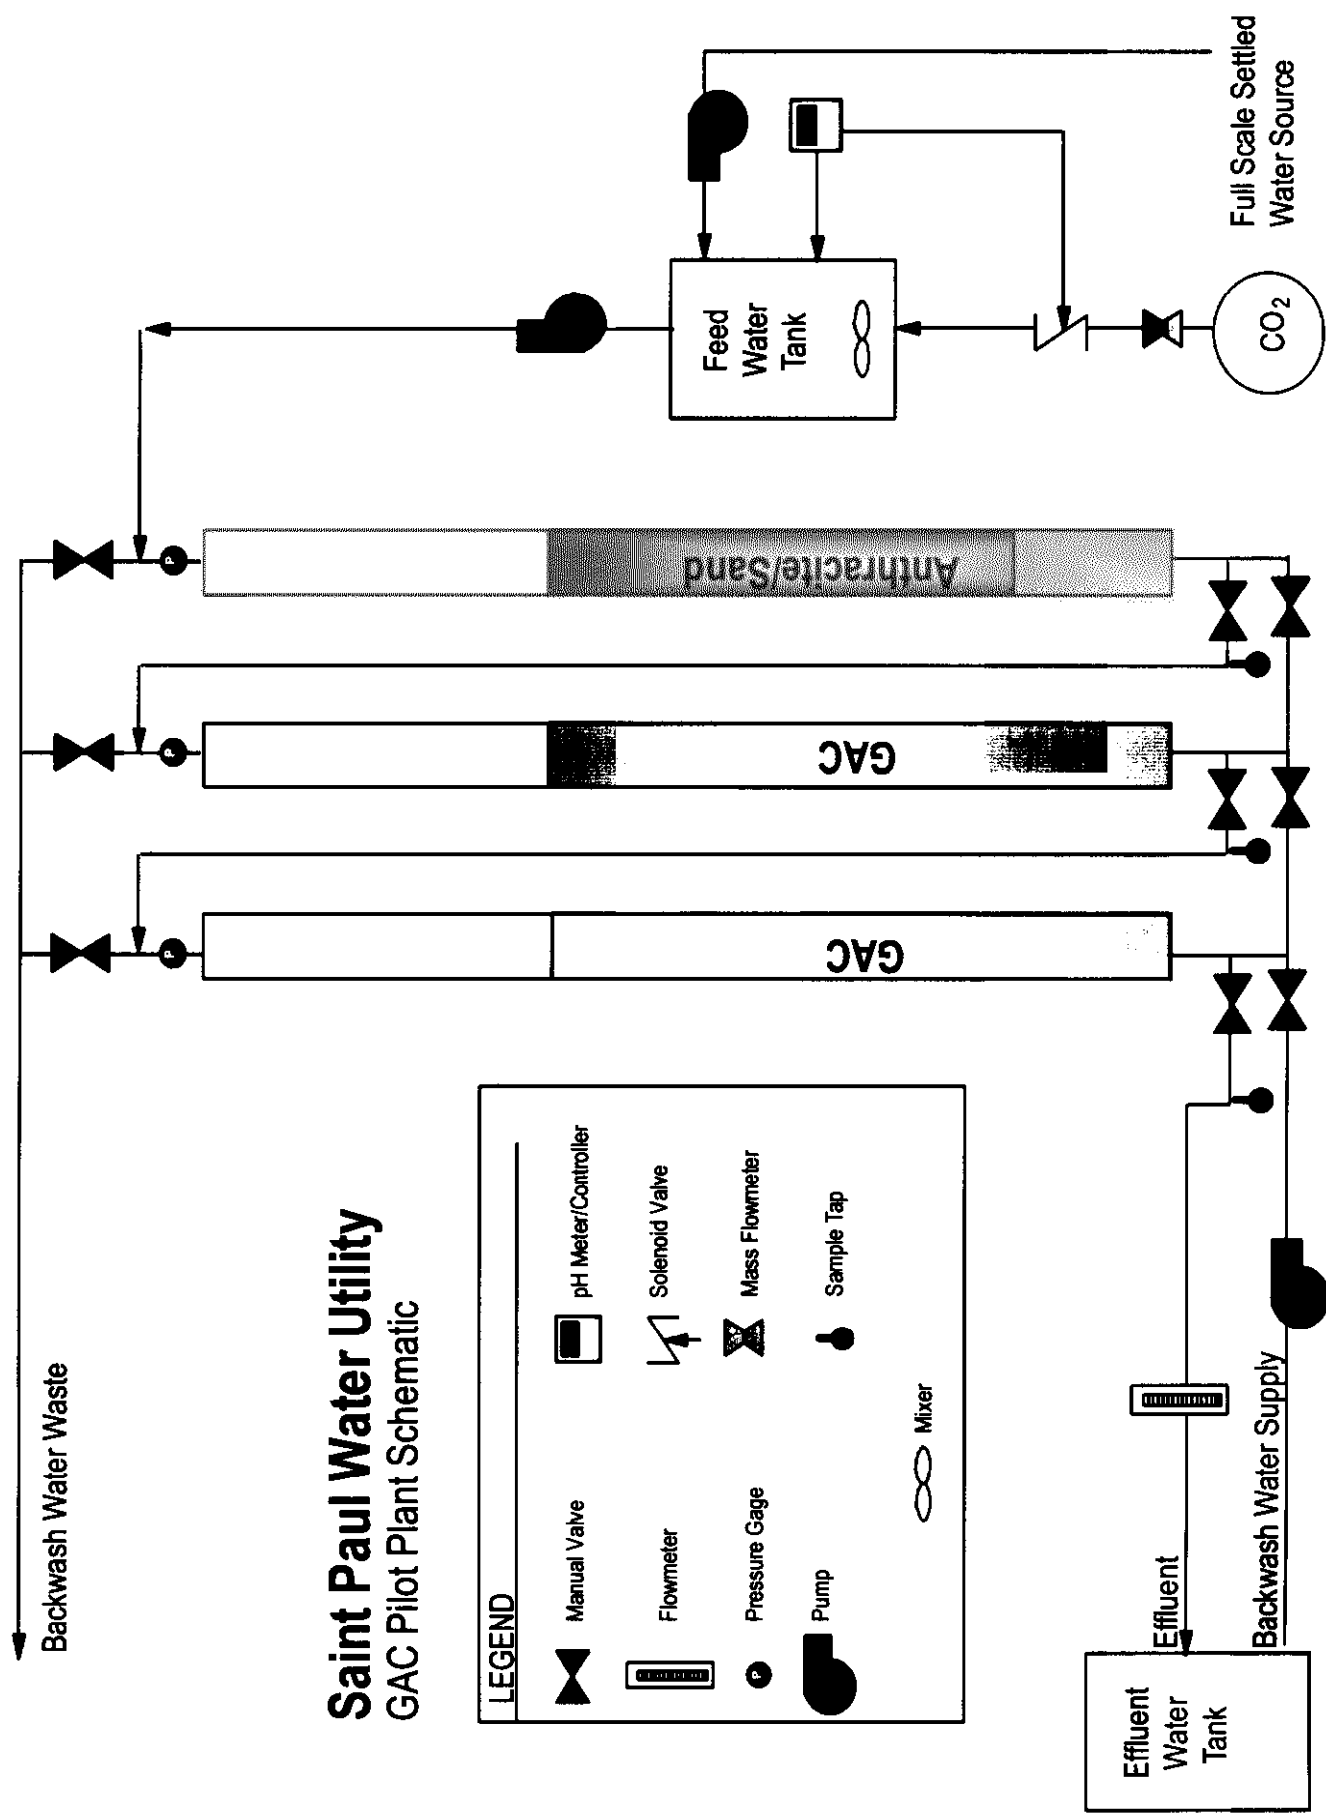 Saint Paul Water Utility
GAC Pilot Plant Schematic
Backwash Water Waste
LEGEND
Manual Valve
pH Meter/Controller
Flowmeter
Solenoid Valve
P
Pressure Gage
Mass Flowmeter
Pump
Sample Tap
Mixer
P
GAC
P
GAC
P
Anthracite/Sand
Feed
Water
Tank
CO2
Full Scale Settled
Water Source
Effluent
Backwash Water Supply
Effluent
Water
Tank